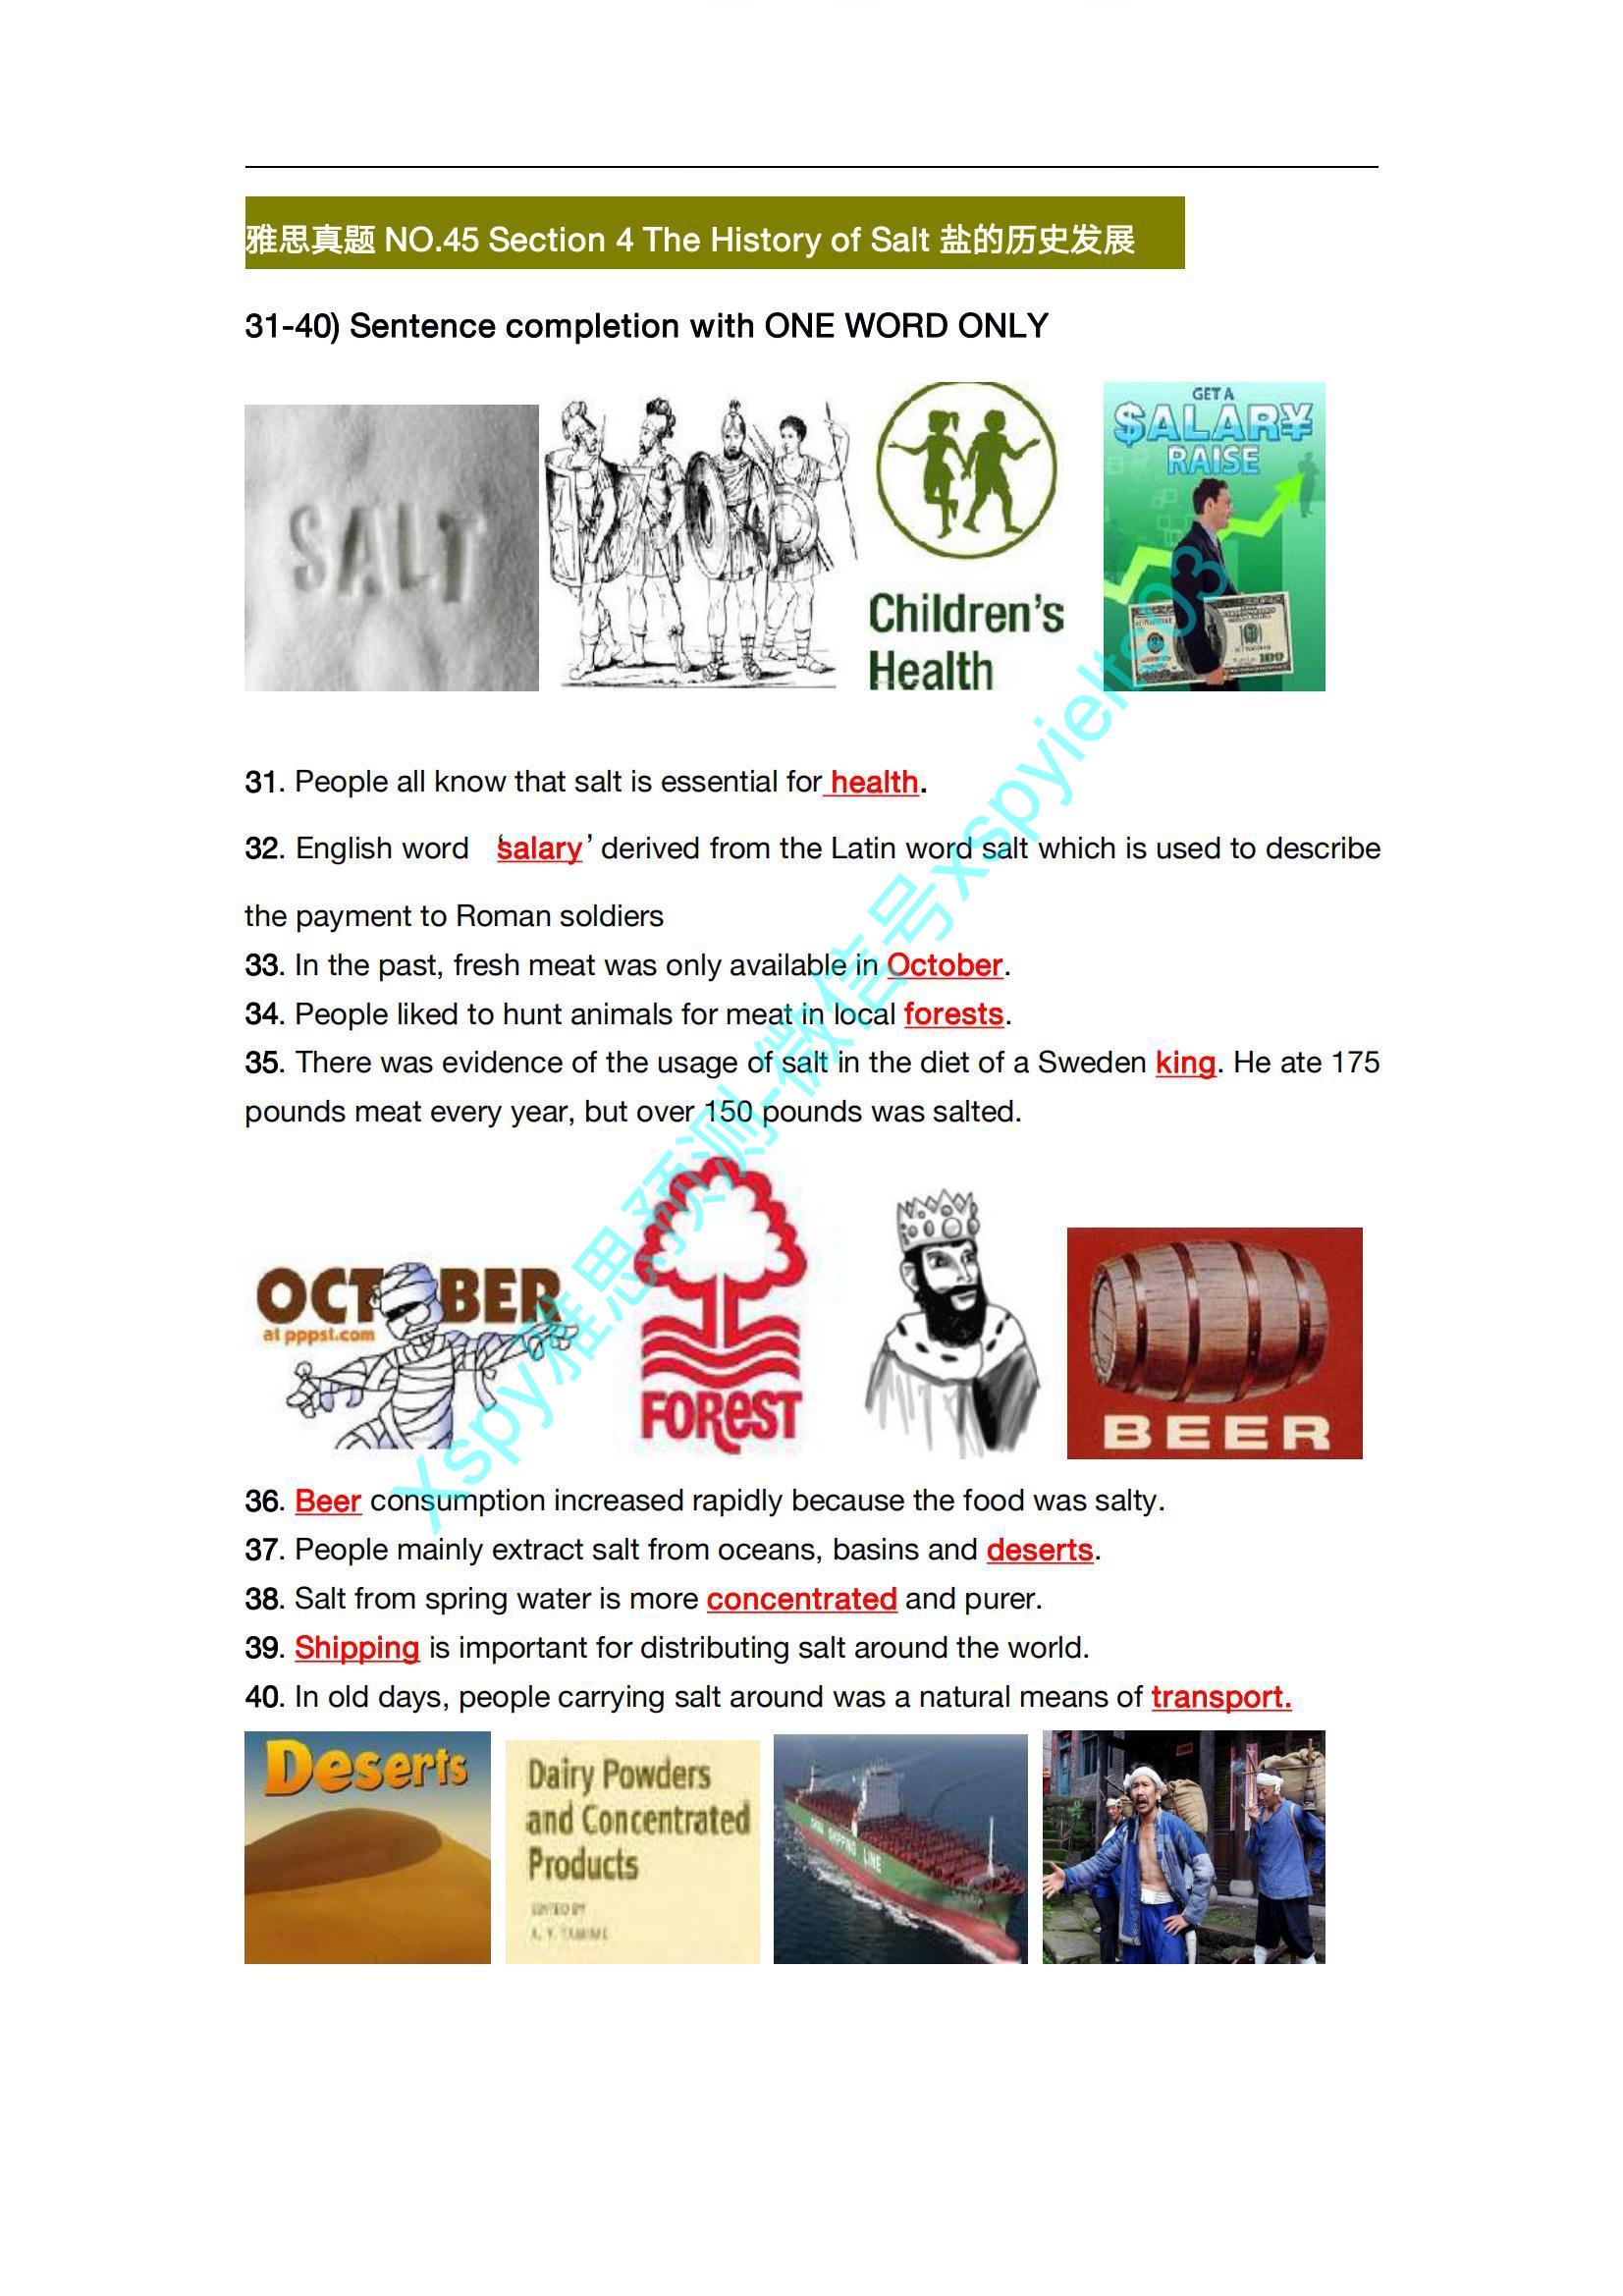 雅思真题 NO.45 Section 4 The History of Salt 盐的历史发展
31-40) Sentence completion with ONE WORD ONLY
SALT
Children's
Health
GET A
$ALAR¥
RAISE
100
31. People all know that salt is essential for health.
32. English word ‘salary’ derived from the Latin word salt which is used to describe
the payment to Roman soldiers
33. In the past, fresh meat was only available in October.
34. People liked to hunt animals for meat in local forests.
35. There was evidence of the usage of salt in the diet of a Sweden king. He ate 175
pounds meat every year, but over 150 pounds was salted.
OCTOBER
at pppst.com
FOREST
BEER
36. Beer consumption increased rapidly because the food was salty.
37. People mainly extract salt from oceans, basins and deserts.
38. Salt from spring water is more concentrated and purer.
39. Shipping is important for distributing salt around the world.
40. In old days, people carrying salt around was a natural means of transport.
Deserts
Dairy Powders
and Concentrated
Products
EDITED BY
SHIPPING LINE
Xspy雅思预测-微信号xspyielts03